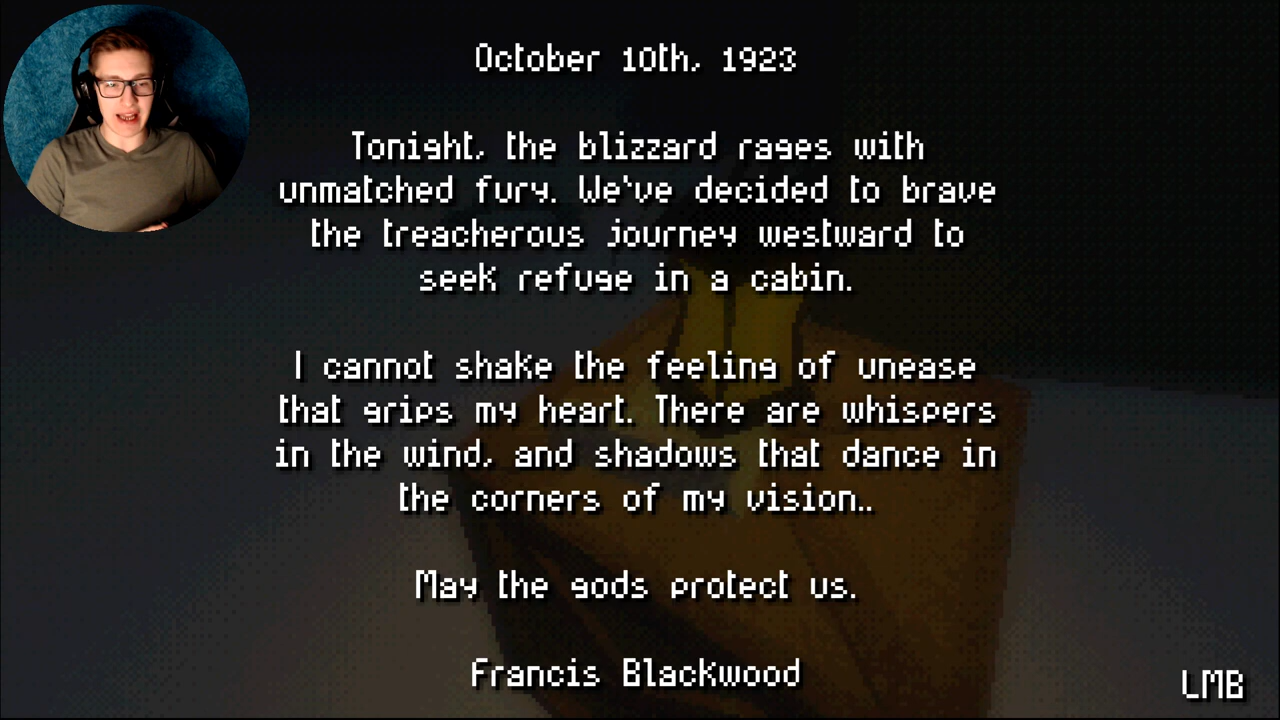 October 10th, 1923
Tonight, the blizzard rages with
unmatched fury. We've decided to brave
the treacherous journey westward to
seek refuge in a cabin.
I cannot shake the feeling of unease
that grips my heart. There are whispers
in the wind, and shadows that dance in
the corners of my vision..
May the gods protect us.
Francis Blackwood
LMB